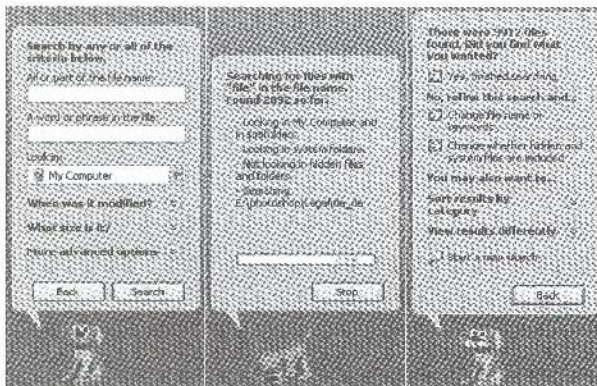 Search by any or all of the
criteria below.
All or part of the file name:
A word or phrase in the file:
Look in:
My Computer
When was it modified?
What size is it?
More advanced options
Back
Search
Searching for files with
"file" in the file name.
Found 2092 so far.
Looking in My Computer and
in subfolders.
Looking in system folders.
Not looking in hidden files
and folders.
Searching
Stop
There were files
found. Did you find what
you wanted?
Yes, finished searching
No, refine this search and...
Change file name or
keywords
Change whether hidden and
system files are included
You may also want to...
Sort results by
category
View results differently
Start a new search
Back